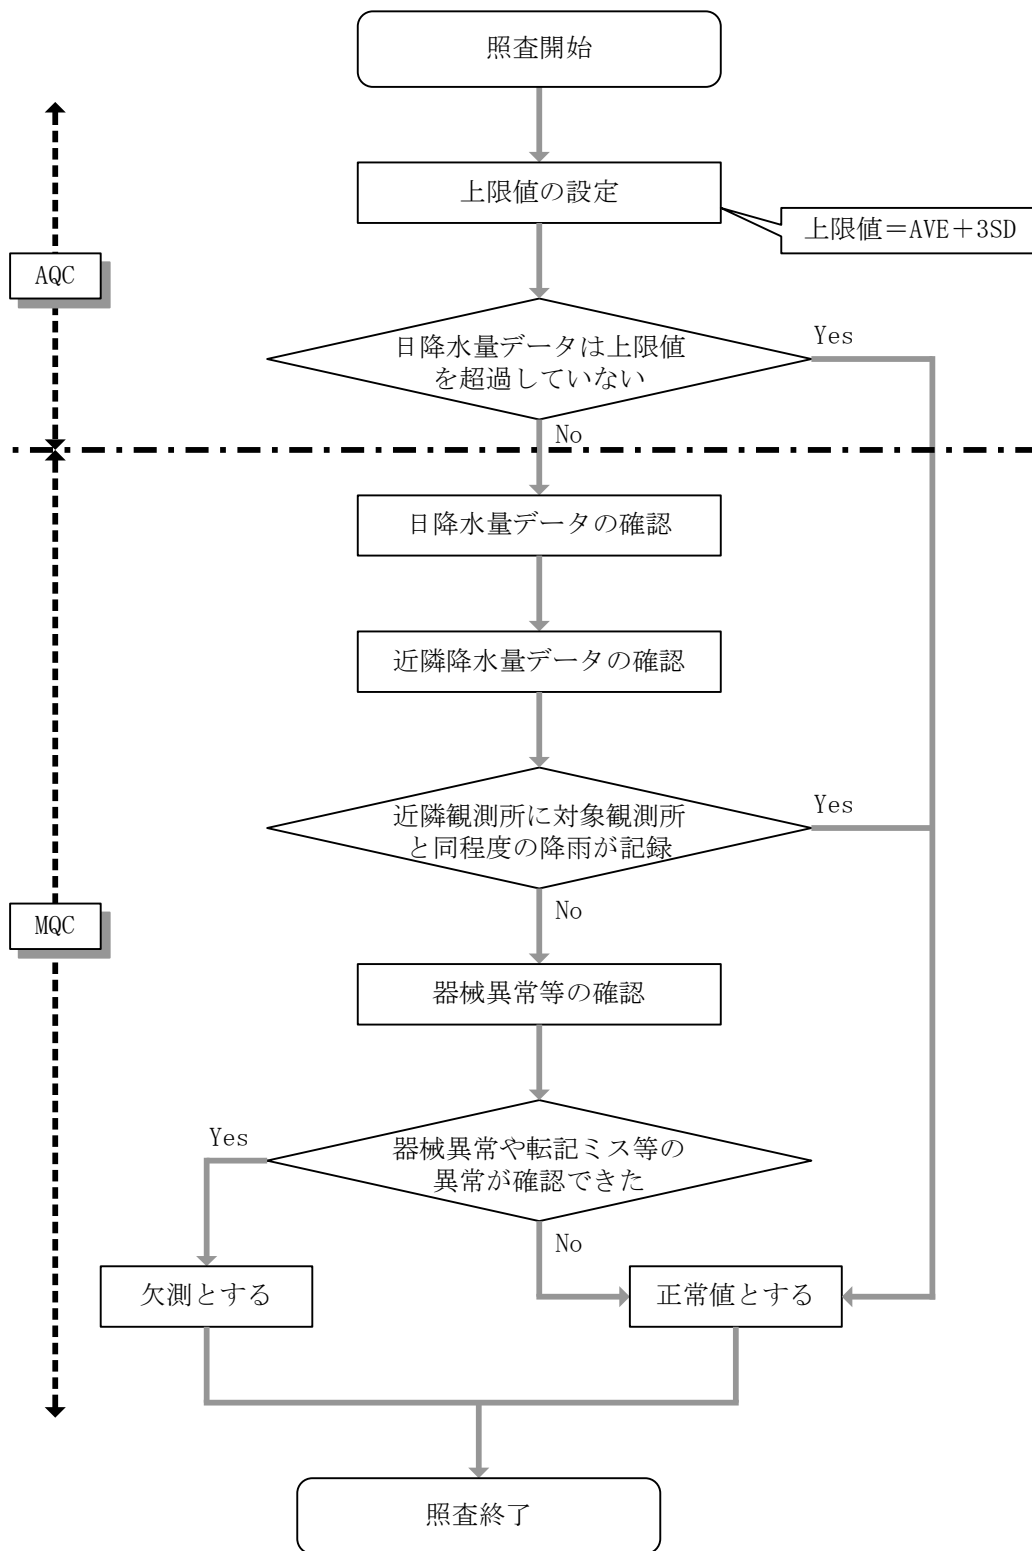 照査開始
上限値の設定
上限値＝AVE＋3SD
AQC
日降水量データは上限値
を超過していない
Yes
No
日降水量データの確認
近隣降水量データの確認
近隣観測所に対象観測所
と同程度の降雨が記録
Yes
No
MQC
器械異常等の確認
器械異常や転記ミス等の
異常が確認できた
Yes
No
欠測とする
正常値とする
照査終了